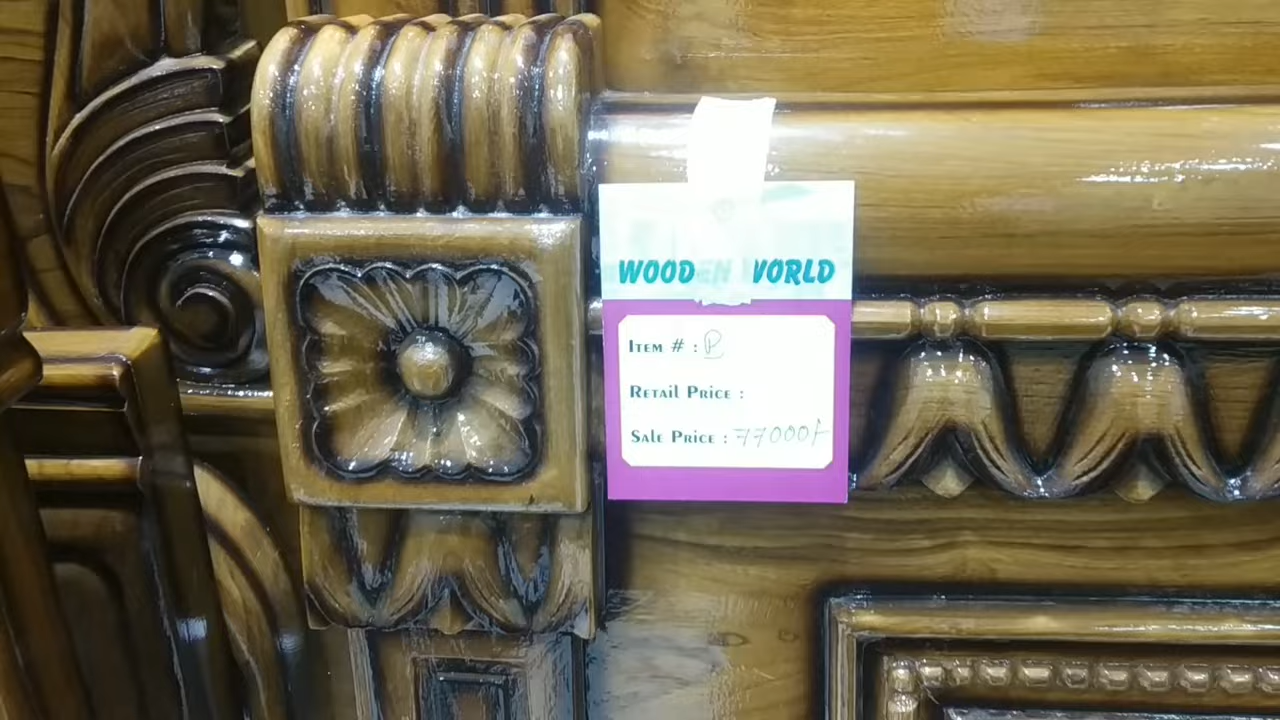 WOODEN WORLD
Item # : P
Retail Price :
Sale Price : 77000/-